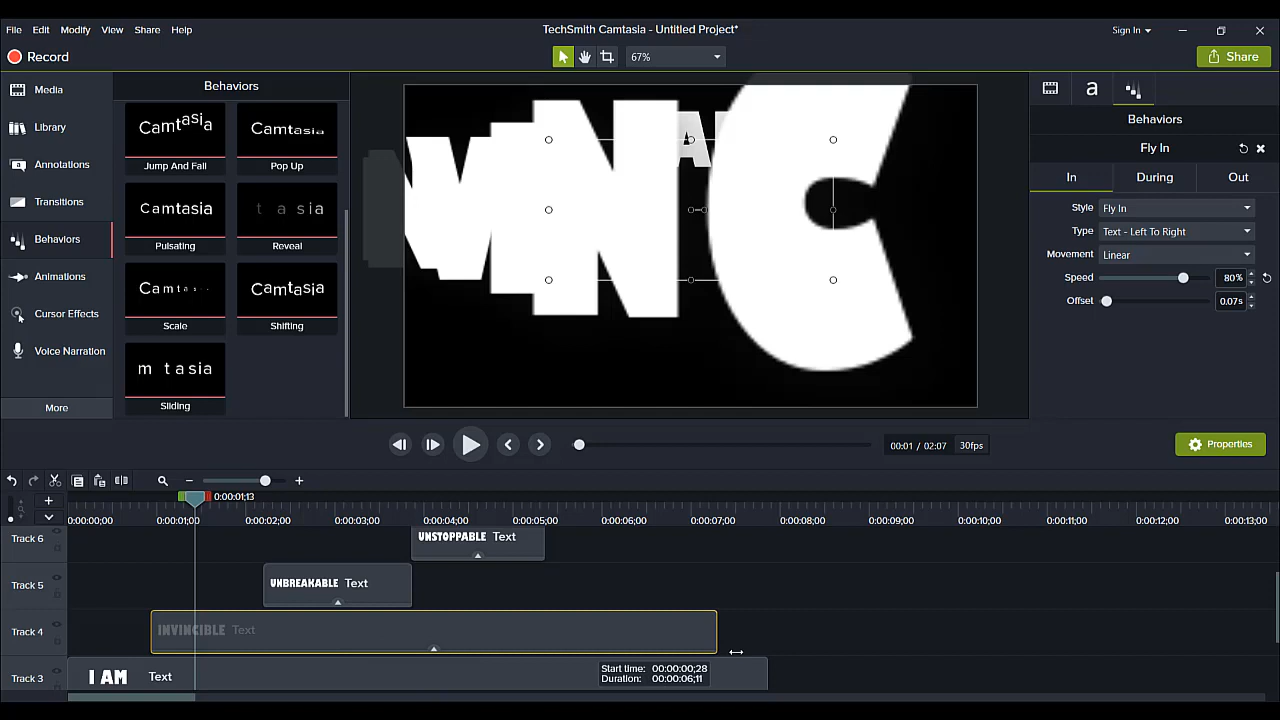 TechSmith Camtasia - Untitled Project*
File Edit Modify View Share Help
Sign In
Record
67%
Share
Media
Library
Annotations
Transitions
Behaviors
Animations
Cursor Effects
Voice Narration
More
Behaviors
Camtasia
Jump And Fall
Camtasia
Pop Up
Camtasia
Pulsating
t a sia
Reveal
Camt
Scale
Camtasia
Shifting
m t asia
Sliding
N C
a
Behaviors
Fly In
In During Out
Style Fly In
Type Text - Left To Right
Movement Linear
Speed 80%
Offset 0.07s
00:01 / 02:07 30fps
Properties
0:00:01;13
0:00:00;00 0:00:01;00 0:00:02;00 0:00:03;00 0:00:04;00 0:00:05;00 0:00:06;00 0:00:07;00 0:00:08;00 0:00:09;00 0:00:10;00 0:00:11;00 0:00:12;00 0:00:13;00
Track 6 UNSTOPPABLE Text
Track 5 UNBREAKABLE Text
Track 4 INVINCIBLE Text
Track 3 I AM Text
Start time: 00:00:00;28
Duration: 00:00:06;11